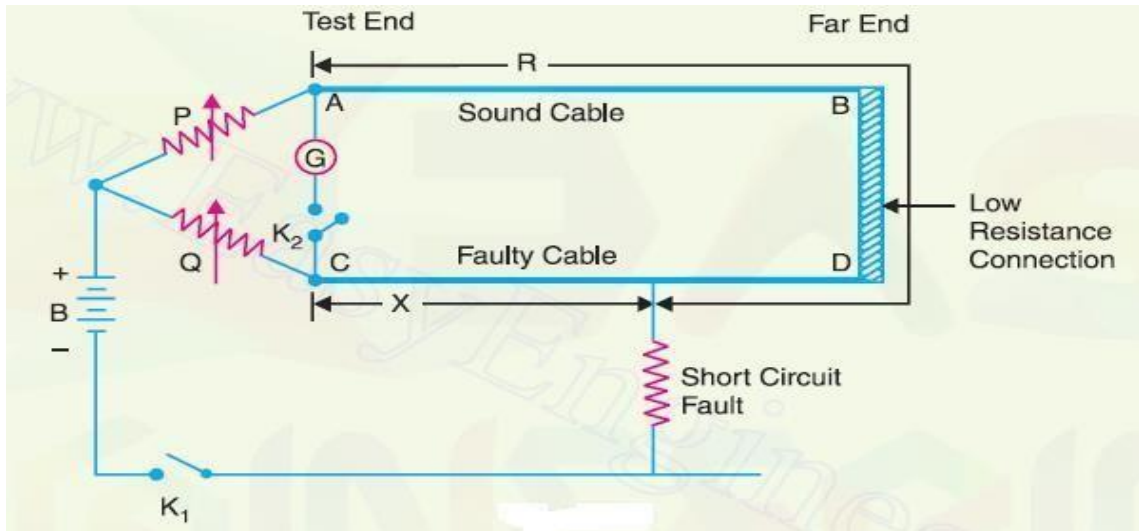 Test End
Far End
R
P
A
Sound Cable
B
G
K2
Q
C
Faulty Cable
D
Low
Resistance
Connection
+
B
–
X
Short Circuit
Fault
K1